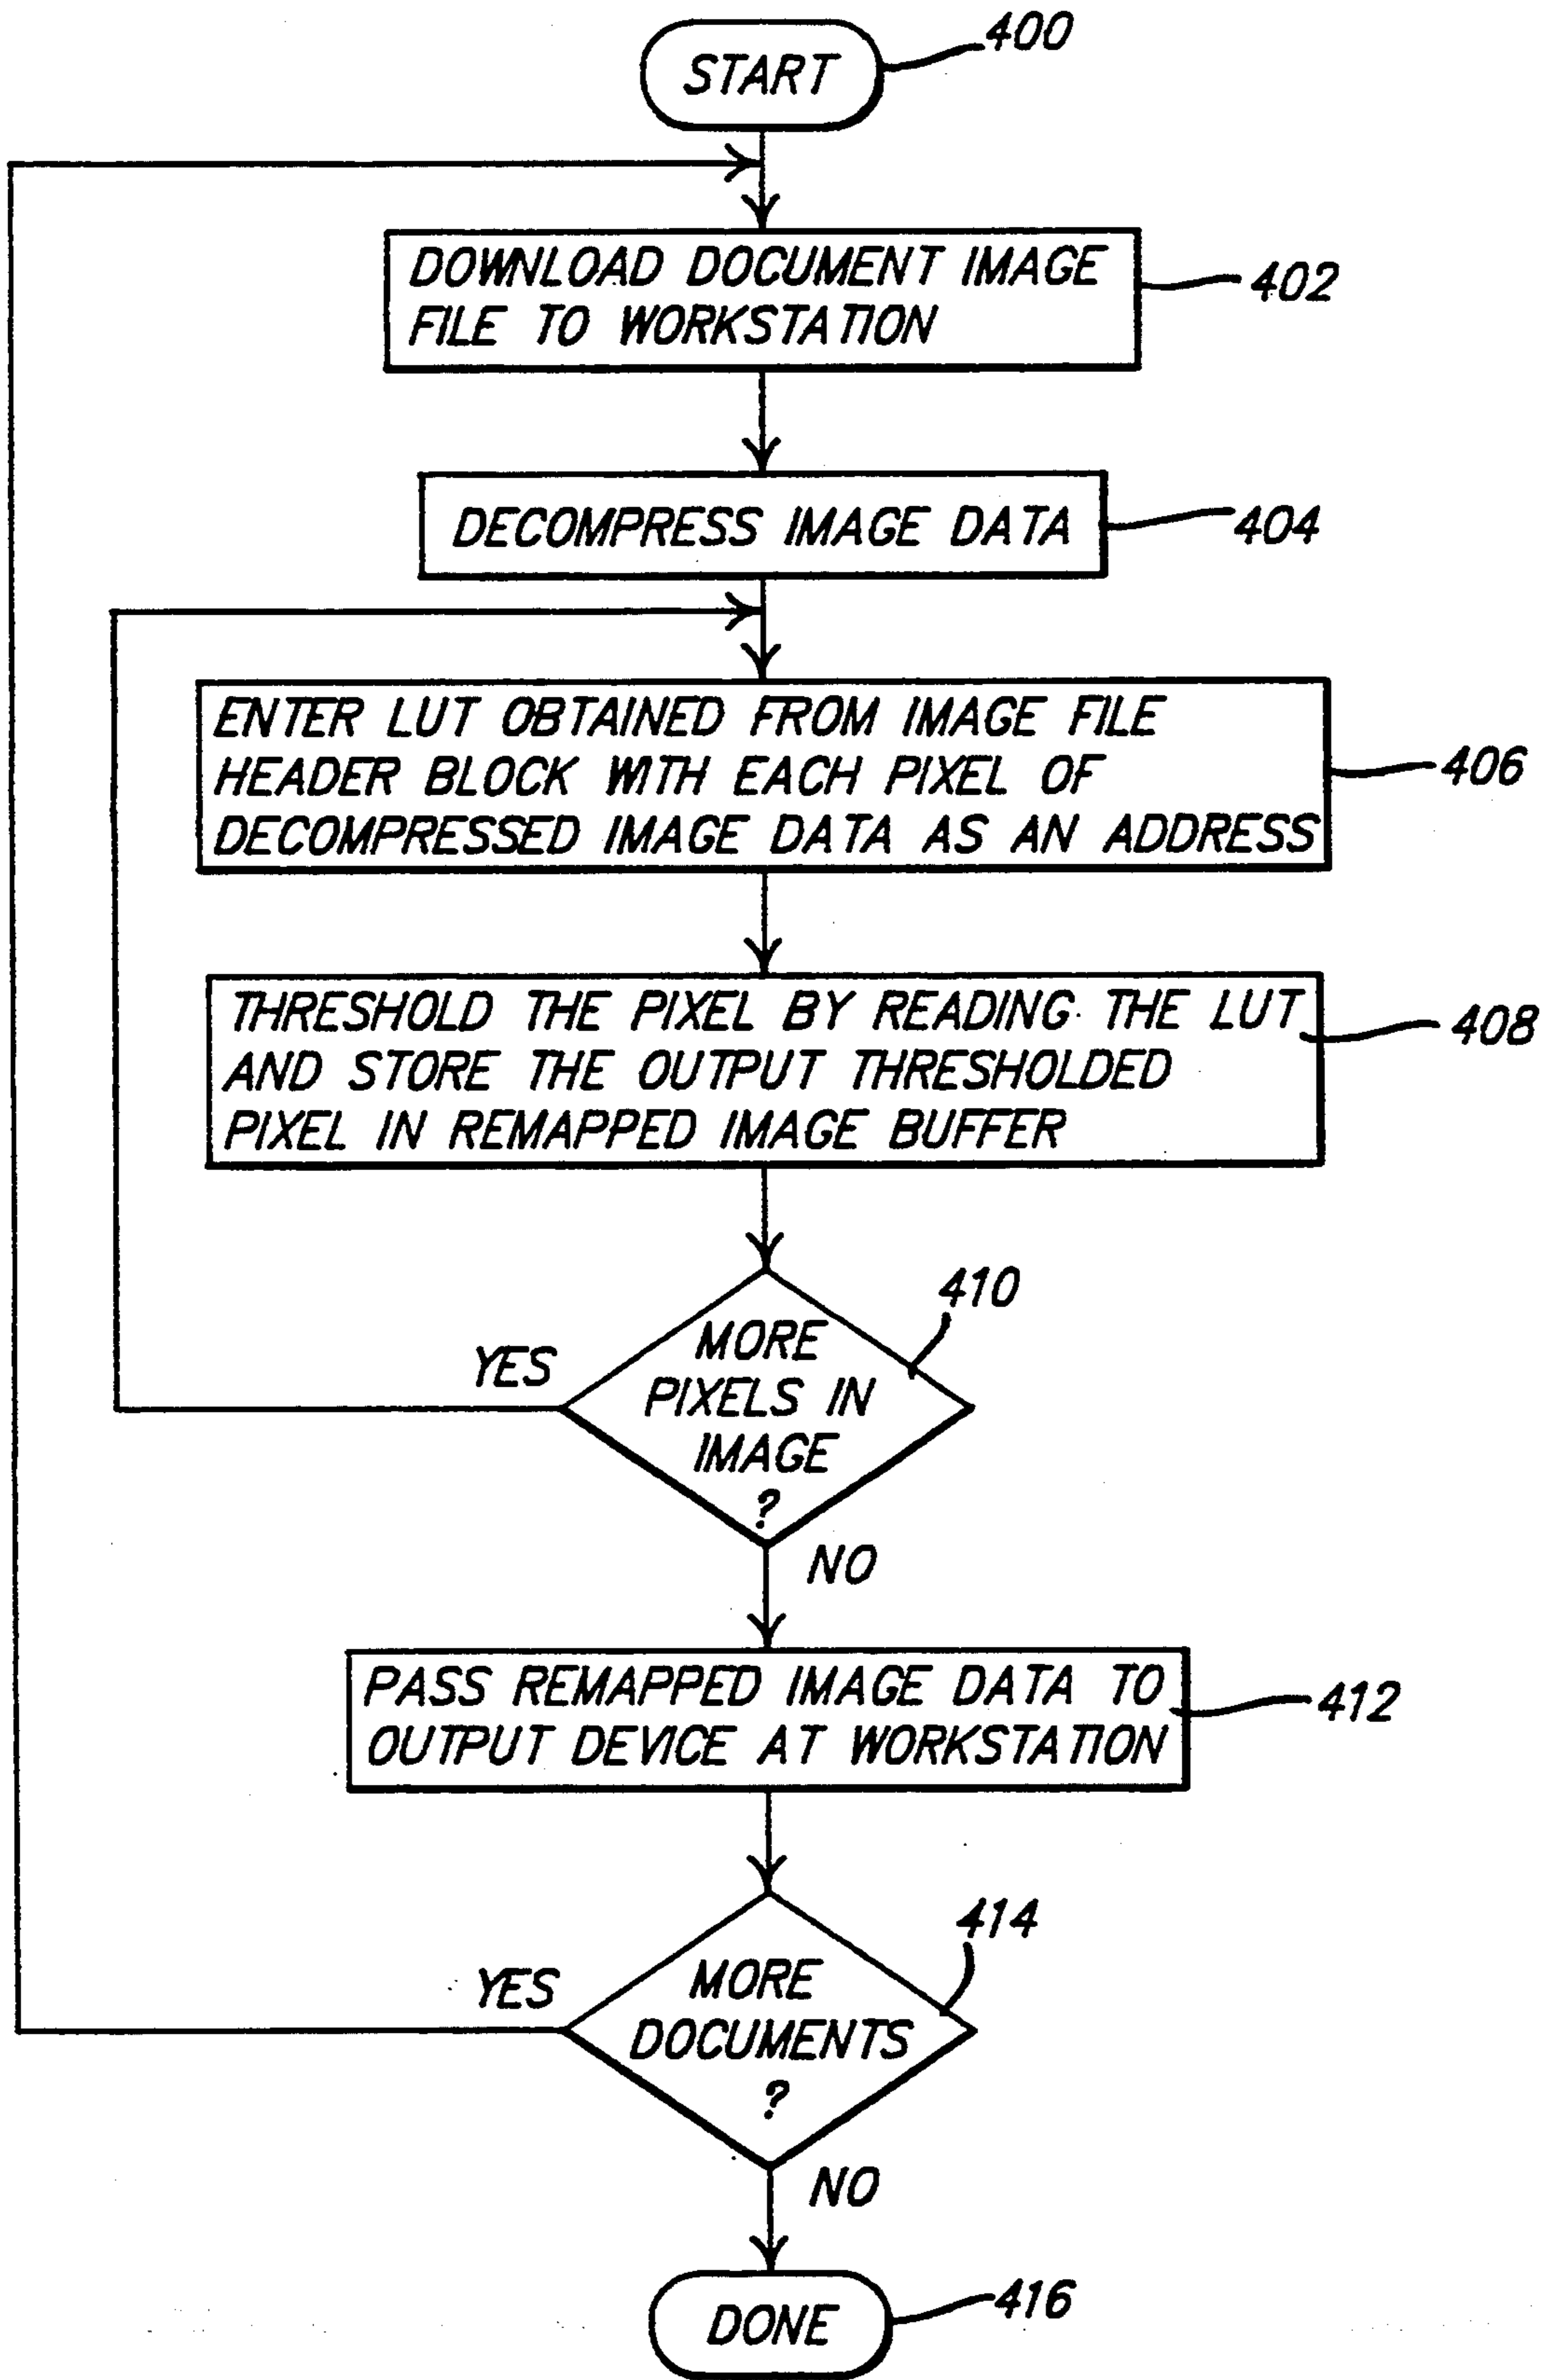 START
400
DOWNLOAD DOCUMENT IMAGE
FILE TO WORKSTATION
402
DECOMPRESS IMAGE DATA
404
ENTER LUT OBTAINED FROM IMAGE FILE
HEADER BLOCK WITH EACH PIXEL OF
DECOMPRESSED IMAGE DATA AS AN ADDRESS
406
THRESHOLD THE PIXEL BY READING THE LUT
AND STORE THE OUTPUT THRESHOLDED
PIXEL IN REMAPPED IMAGE BUFFER
408
410
YES
MORE
PIXELS IN
IMAGE
?
NO
PASS REMAPPED IMAGE DATA TO
OUTPUT DEVICE AT WORKSTATION
412
414
YES
MORE
DOCUMENTS
?
NO
DONE
416